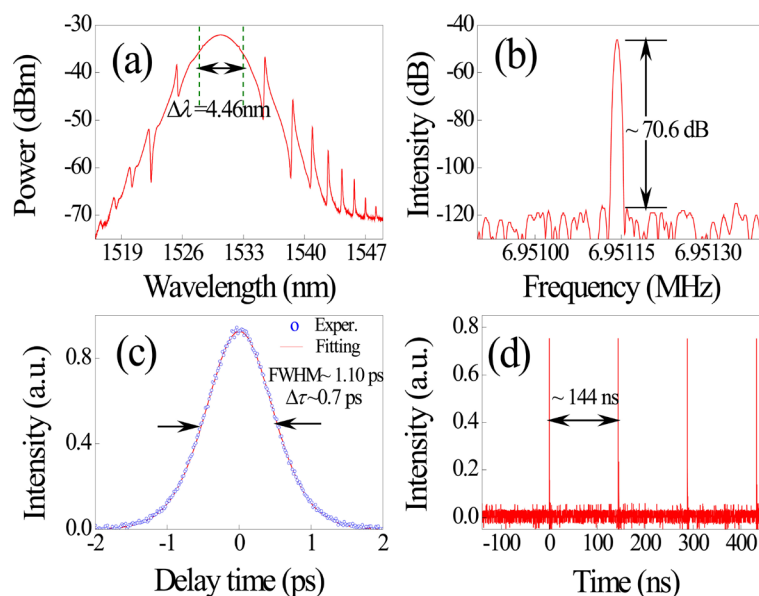 (a)
Δλ=4.46nm
Power (dBm)
-30
-40
-50
-60
-70
1519 1526 1533 1540 1547
Wavelength (nm)
(b)
~ 70.6 dB
Intensity (dB)
-40
-60
-80
-100
-120
6.95100 6.95115 6.95130
Frequency (MHz)
(c)
Exper.
Fitting
FWHM~ 1.10 ps
Δτ~0.7 ps
Intensity (a.u.)
0.8
0.4
0.0
-2 -1 0 1 2
Delay time (ps)
(d)
~ 144 ns
Intensity (a.u.)
0.8
0.6
0.4
0.2
0.0
-100 0 100 200 300 400
Time (ns)